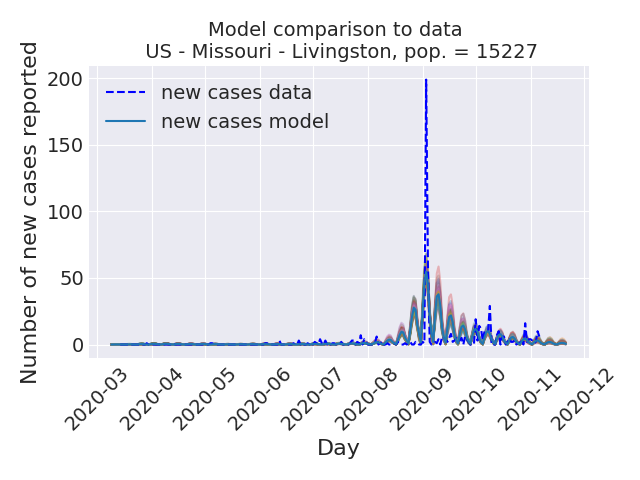 Model comparison to data
US - Missouri - Livingston, pop. = 15227
Number of new cases reported
200
150
100
50
0
new cases data
new cases model
2020-03
2020-04
2020-05
2020-06
2020-07
2020-08
2020-09
2020-10
2020-11
2020-12
Day